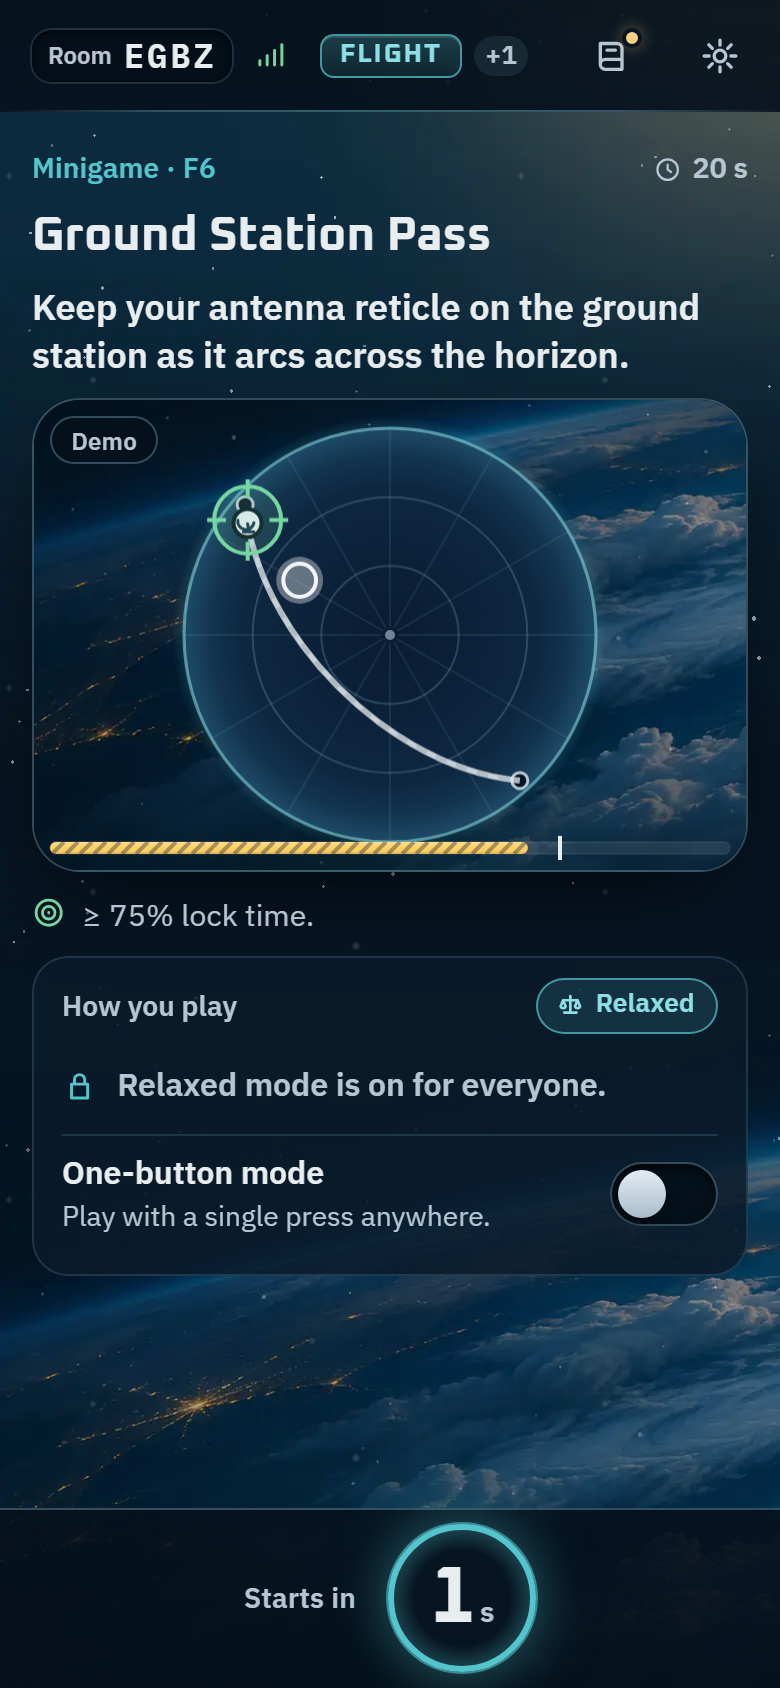 Room EGBZ FLIGHT +1
Minigame · F6
20 s
Ground Station Pass
Keep your antenna reticle on the ground
station as it arcs across the horizon.
Demo
≥ 75% lock time.
How you play
Relaxed
Relaxed mode is on for everyone.
One-button mode
Play with a single press anywhere.
Starts in 1 s